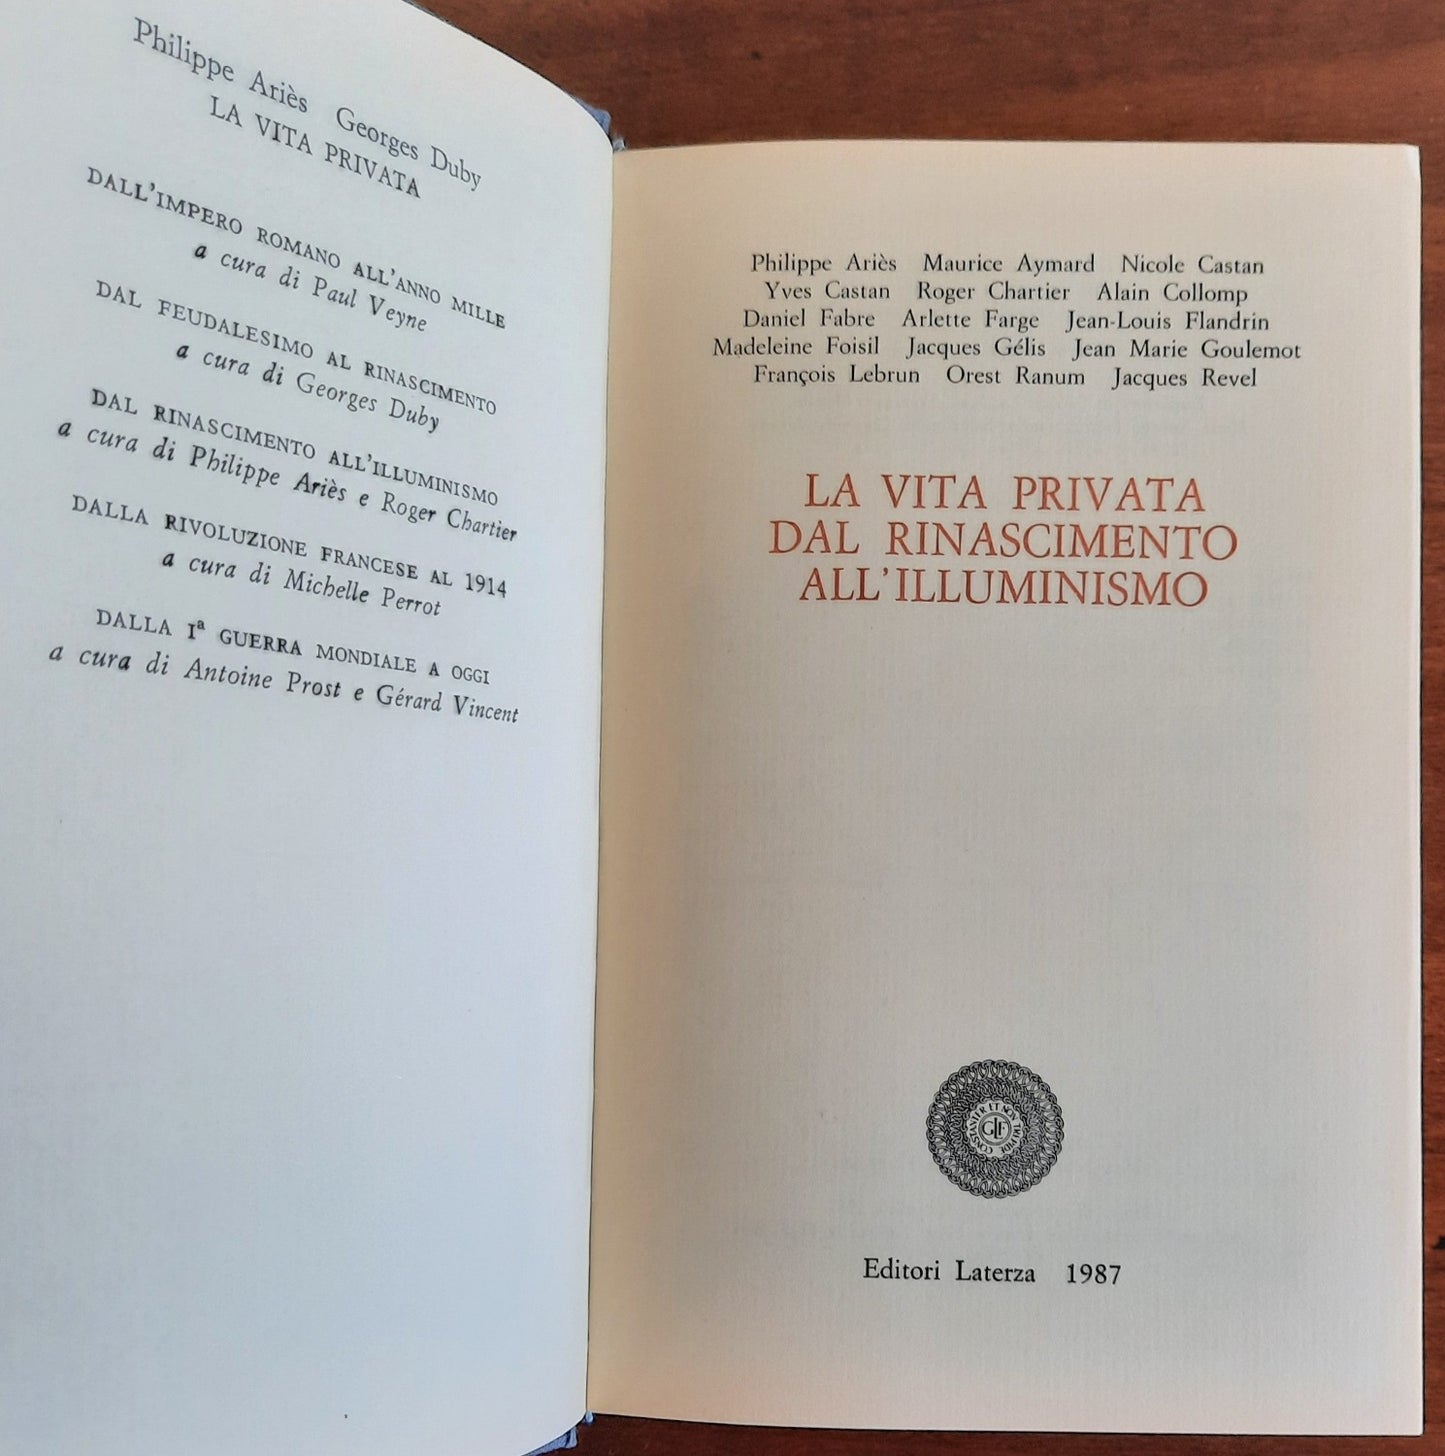 Philippe Ariès Georges Duby
LA VITA PRIVATA
DALL'IMPERO ROMANO ALL'ANNO MILLE
a cura di Paul Veyne
DAL FEUDALESIMO AL RINASCIMENTO
a cura di Georges Duby
DAL RINASCIMENTO ALL'ILLUMINISMO
a cura di Philippe Ariès e Roger Chartier
DALLA RIVOLUZIONE FRANCESE AL 1914
a cura di Michelle Perrot
DALLA Iª GUERRA MONDIALE A OGGI
a cura di Antoine Prost e Gérard Vincent
Philippe Ariès Maurice Aymard Nicole Castan
Yves Castan Roger Chartier Alain Collomp
Daniel Fabre Arlette Farge Jean-Louis Flandrin
Madeleine Foisil Jacques Gélis Jean Marie Goulemot
François Lebrun Orest Ranum Jacques Revel
LA VITA PRIVATA
DAL RINASCIMENTO
ALL'ILLUMINISMO
CONSTANTER ET NON TREPIDE
GLF
Editori Laterza 1987